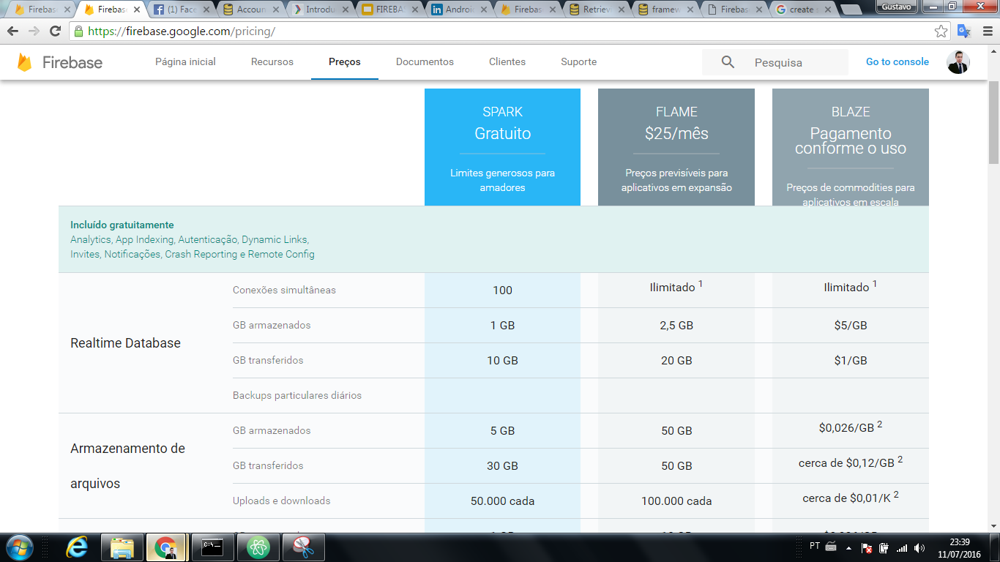 Firebase
Firebase
(1) Face
Accoun
Introdu
FIREBAS
Androi
Firebas
Retriev
framew
Firebas
create s
Gustavo
https://firebase.google.com/pricing/
Firebase
Página inicial
Recursos
Preços
Documentos
Clientes
Suporte
Pesquisa
Go to console
SPARK
Gratuito
Limites generosos para
amadores
FLAME
$25/mês
Preços previsíveis para
aplicativos em expansão
BLAZE
Pagamento
conforme o uso
Preços de commodities para
aplicativos em escala
Incluído gratuitamente
Analytics, App Indexing, Autenticação, Dynamic Links,
Invites, Notificações, Crash Reporting e Remote Config
Realtime Database
Conexões simultâneas 100 Ilimitado 1 Ilimitado 1
GB armazenados 1 GB 2,5 GB $5/GB
GB transferidos 10 GB 20 GB $1/GB
Backups particulares diários
Armazenamento de
arquivos
GB armazenados 5 GB 50 GB $0,026/GB 2
GB transferidos 30 GB 50 GB cerca de $0,12/GB 2
Uploads e downloads 50.000 cada 100.000 cada cerca de $0,01/K 2
PT
23:39
11/07/2016